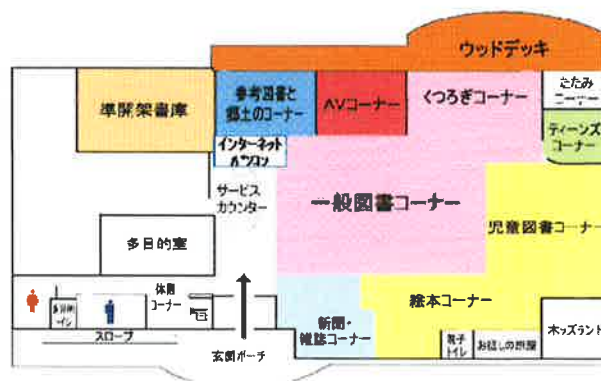 ウッドデッキ
準開架書庫
参考図書と
郷土のコーナー
AVコーナー
くつろぎコーナー
たたみ
コーナー
ティーンズ
コーナー
インターネット
パソコン
サービス
カウンター
一般図書コーナー
児童図書コーナー
多目的室
絵本コーナー
新聞・
雑誌コーナー
キッズランド
親子
トイレ
お話しの部屋
スロープ
玄関ポーチ